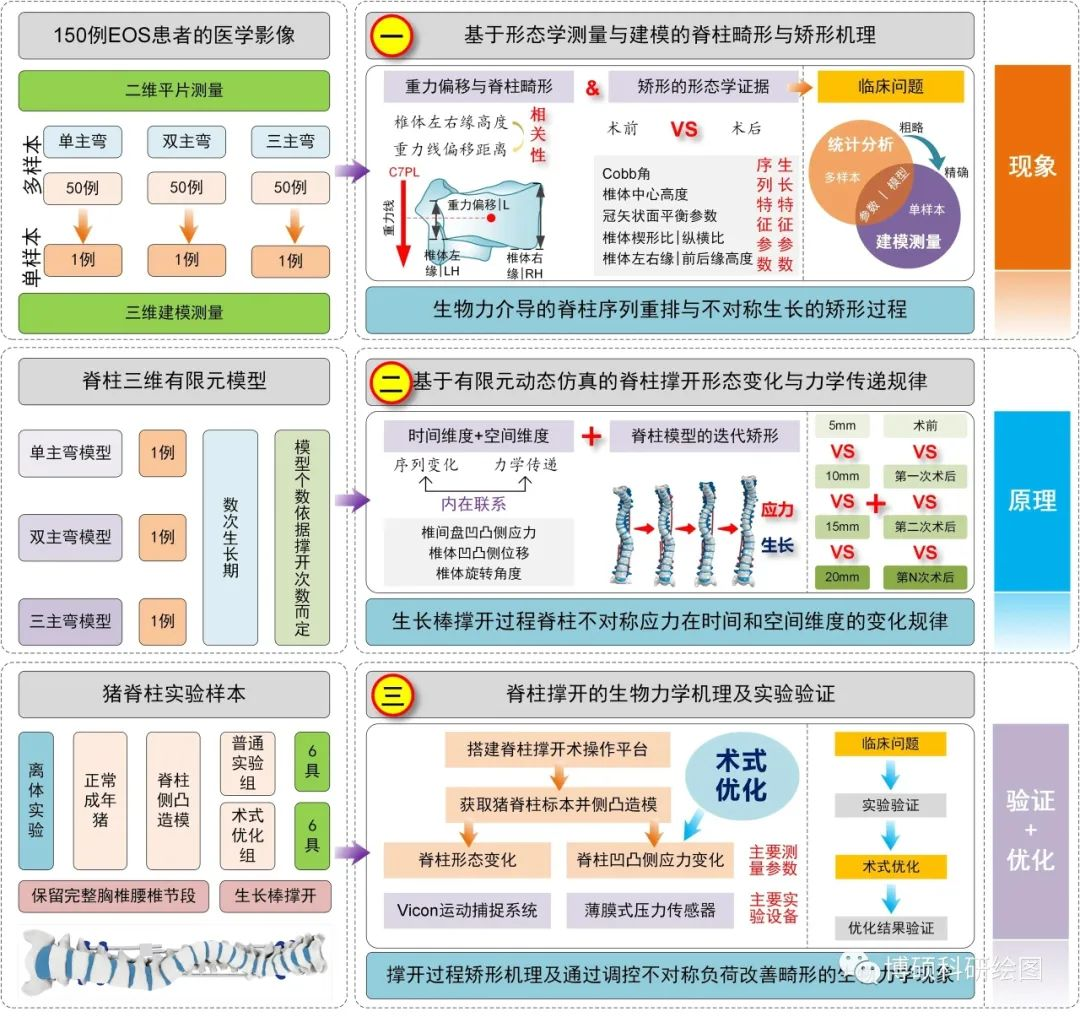 150例EOS患者的医学影像
二维平片测量
多样本
单主弯
双主弯
三主弯
50例
50例
50例
单样本
1例
1例
1例
三维建模测量
一
基于形态学测量与建模的脊柱畸形与矫形机理
重力偏移与脊柱畸形
&
矫形的形态学证据
临床问题
椎体左右缘高度
重力线偏移距离
相关性
C7PL
重力线
重力偏移|L
椎体左
缘|LH
椎体右
缘|RH
术前
VS
术后
Cobb角
椎体中心高度
冠矢状面平衡参数
椎体楔形比|纵横比
椎体左右缘|前后缘高度
序列特征参数
生长特征参数
统计分析
多样本
粗略
精确
参数|模型
单样本
建模测量
生物力介导的脊柱序列重排与不对称生长的矫形过程
现象
脊柱三维有限元模型
单主弯模型
1例
双主弯模型
1例
三主弯模型
1例
数次生长期
模型个数依据撑开次数而定
二
基于有限元动态仿真的脊柱撑开形态变化与力学传递规律
时间维度+空间维度
+
脊柱模型的迭代矫形
序列变化
力学传递
内在联系
椎间盘凹凸侧应力
椎体凹凸侧位移
椎体旋转角度
应力
生长
5mm
术前
VS
VS
10mm
第一次术后
VS
+
VS
15mm
第二次术后
VS
VS
20mm
第N次术后
生长棒撑开过程脊柱不对称应力在时间和空间维度的变化规律
原理
猪脊柱实验样本
离体实验
正常成年猪
脊柱侧凸造模
普通
实验
组
6
具
术式
优化
组
6
具
保留完整胸椎腰椎节段
生长棒撑开
三
脊柱撑开的生物力学机理及实验验证
搭建脊柱撑开术操作平台
获取猪脊柱标本并侧凸造模
术式
优化
脊柱形态变化
脊柱凹凸侧应力变化
主要测
量参数
Vicon运动捕捉系统
薄膜式压力传感器
主要实
验设备
临床问题
实验验证
术式优化
优化结果验证
撑开过程矫形机理及通过调控不对称负荷改善畸形的生物力学现象
验证
+
优化
博硕科研绘图